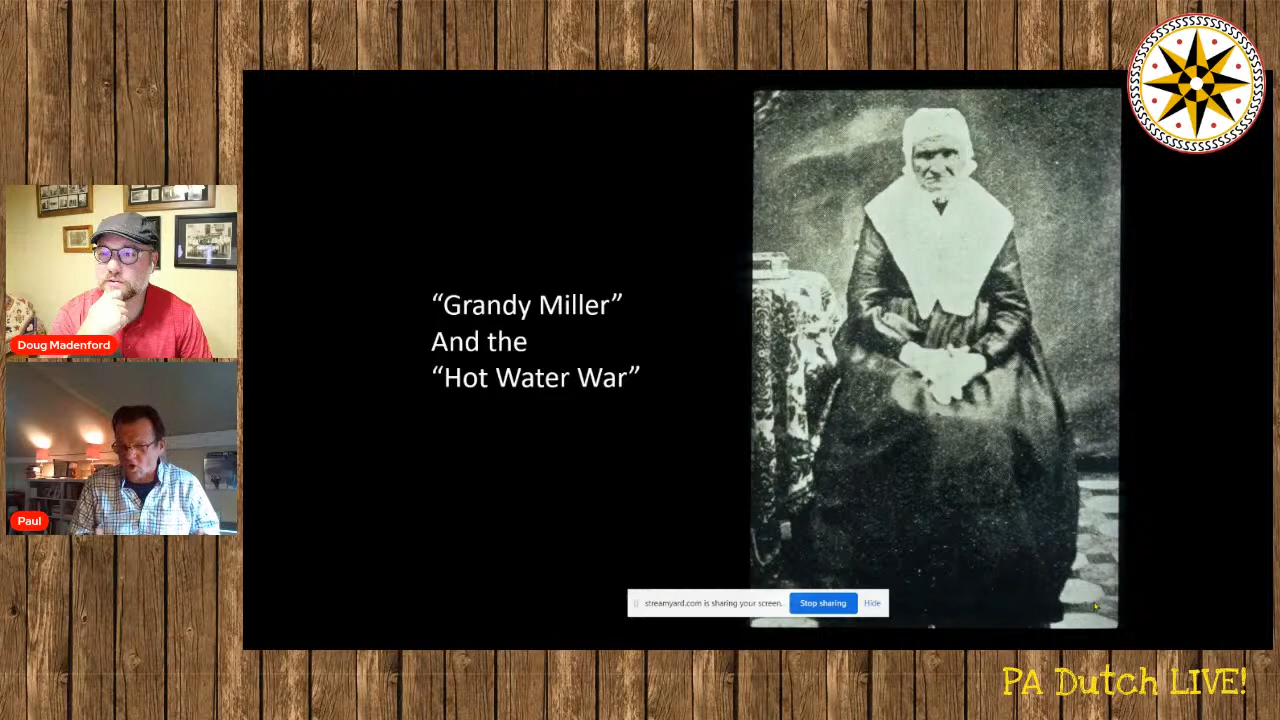 Doug Madenford
Paul
“Grandy Miller”
And the
“Hot Water War”
streamyard.com is sharing your screen.
Stop sharing
Hide
PA Dutch LIVE!